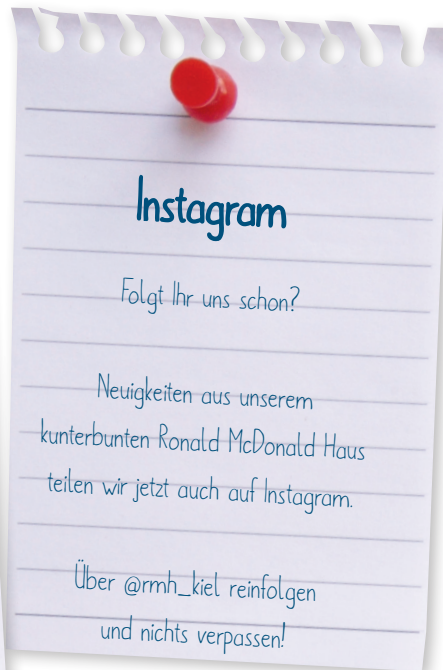 Instagram
Folgt Ihr uns schon?
Neuigkeiten aus unserem
kunterbunten Ronald McDonald Haus
teilen wir jetzt auch auf Instagram.
Über @rmh_kiel reinfolgen
und nichts verpassen!